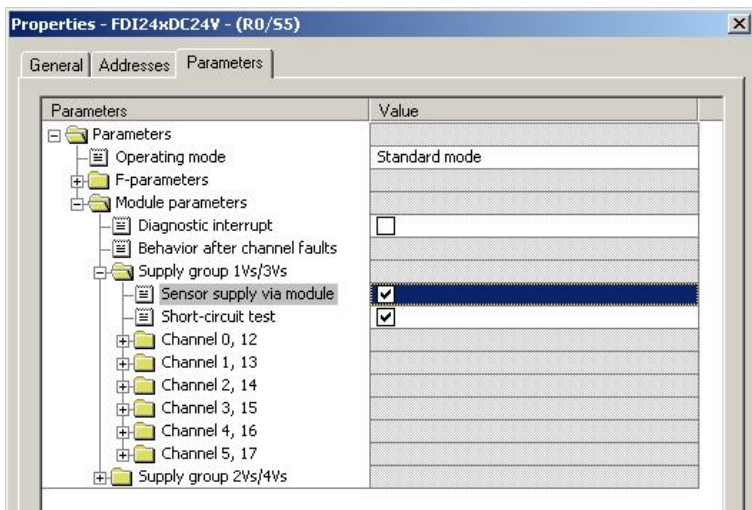 Properties - FDI24xDC24V - (R0/S5)
General Addresses Parameters
Parameters Value
Parameters
Operating mode Standard mode
F-parameters
Module parameters
Diagnostic interrupt
Behavior after channel faults
Supply group 1Vs/3Vs
Sensor supply via module
Short-circuit test
Channel 0, 12
Channel 1, 13
Channel 2, 14
Channel 3, 15
Channel 4, 16
Channel 5, 17
Supply group 2Vs/4Vs